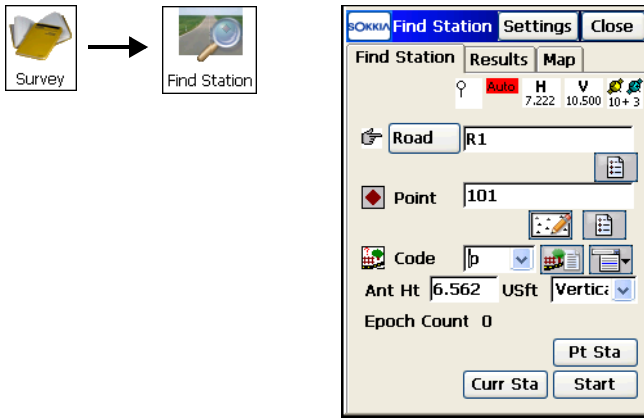 Survey
Find Station
SOKKIA Find Station Settings Close
Find Station Results Map
Auto H V
7.222 10.500 10+3
Road R1
Point 101
Code p
Ant Ht 6.562 USft Vertica
Epoch Count 0
Pt Sta
Curr Sta Start